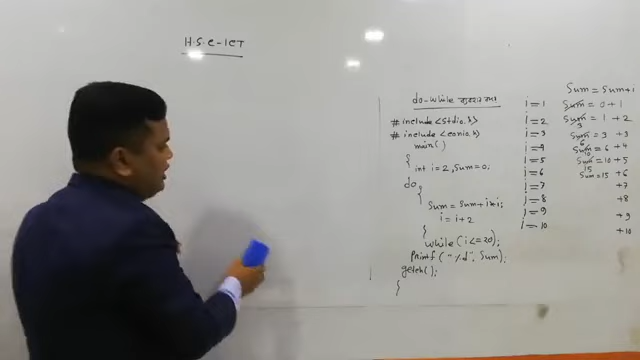 H.S.C-ICT
do-while ব্যবহার করে
# include <stdio.h>
# include <conio.h>
main()
{
int i=2, sum=0;
do
{
Sum = Sum+i*i;
i = i+2
}
while (i<=20);
Printf ("%d", Sum);
getch();
}
Sum = Sum+i
i=1 Sum = 0+1
i=2 Sum = 1+2
i=3 Sum = 3+3
i=4 Sum = 6+4
i=5 Sum = 10+5
i=6 Sum = 15+6
i=7 +7
i=8 +8
i=9 +9
i=10 +10